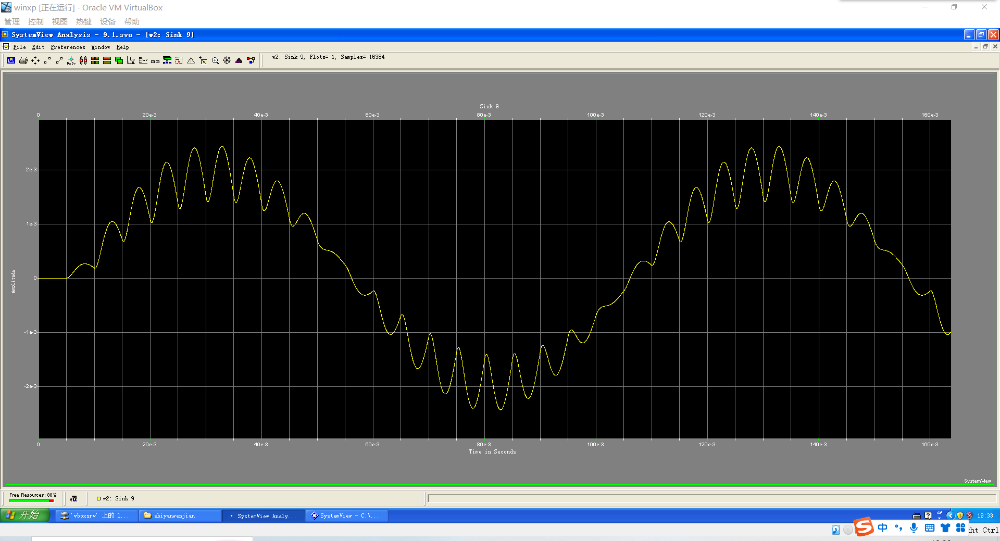 winxp [正在运行] - Oracle VM VirtualBox
管理 控制 视图 热键 设备 帮助
SystemView Analysis - 9.1.svu - [w2: Sink 9]
File Edit Preferences Window Help
w2: Sink 9, Plots= 1, Samples= 16384
Sink 9
0 20e-3 40e-3 60e-3 80e-3 100e-3 120e-3 140e-3 160e-3
2e-3
1e-3
0
-1e-3
-2e-3
Amplitude
0 20e-3 40e-3 60e-3 80e-3 100e-3 120e-3 140e-3 160e-3
Time in Seconds
SystemView
Free Resources: 88%
√α
w2: Sink 9
开始 'vboxsrv' 上的 l... shiyanwenjian SystemView Analy... SystemView - C:\... 19:33
中
ht Ctrl